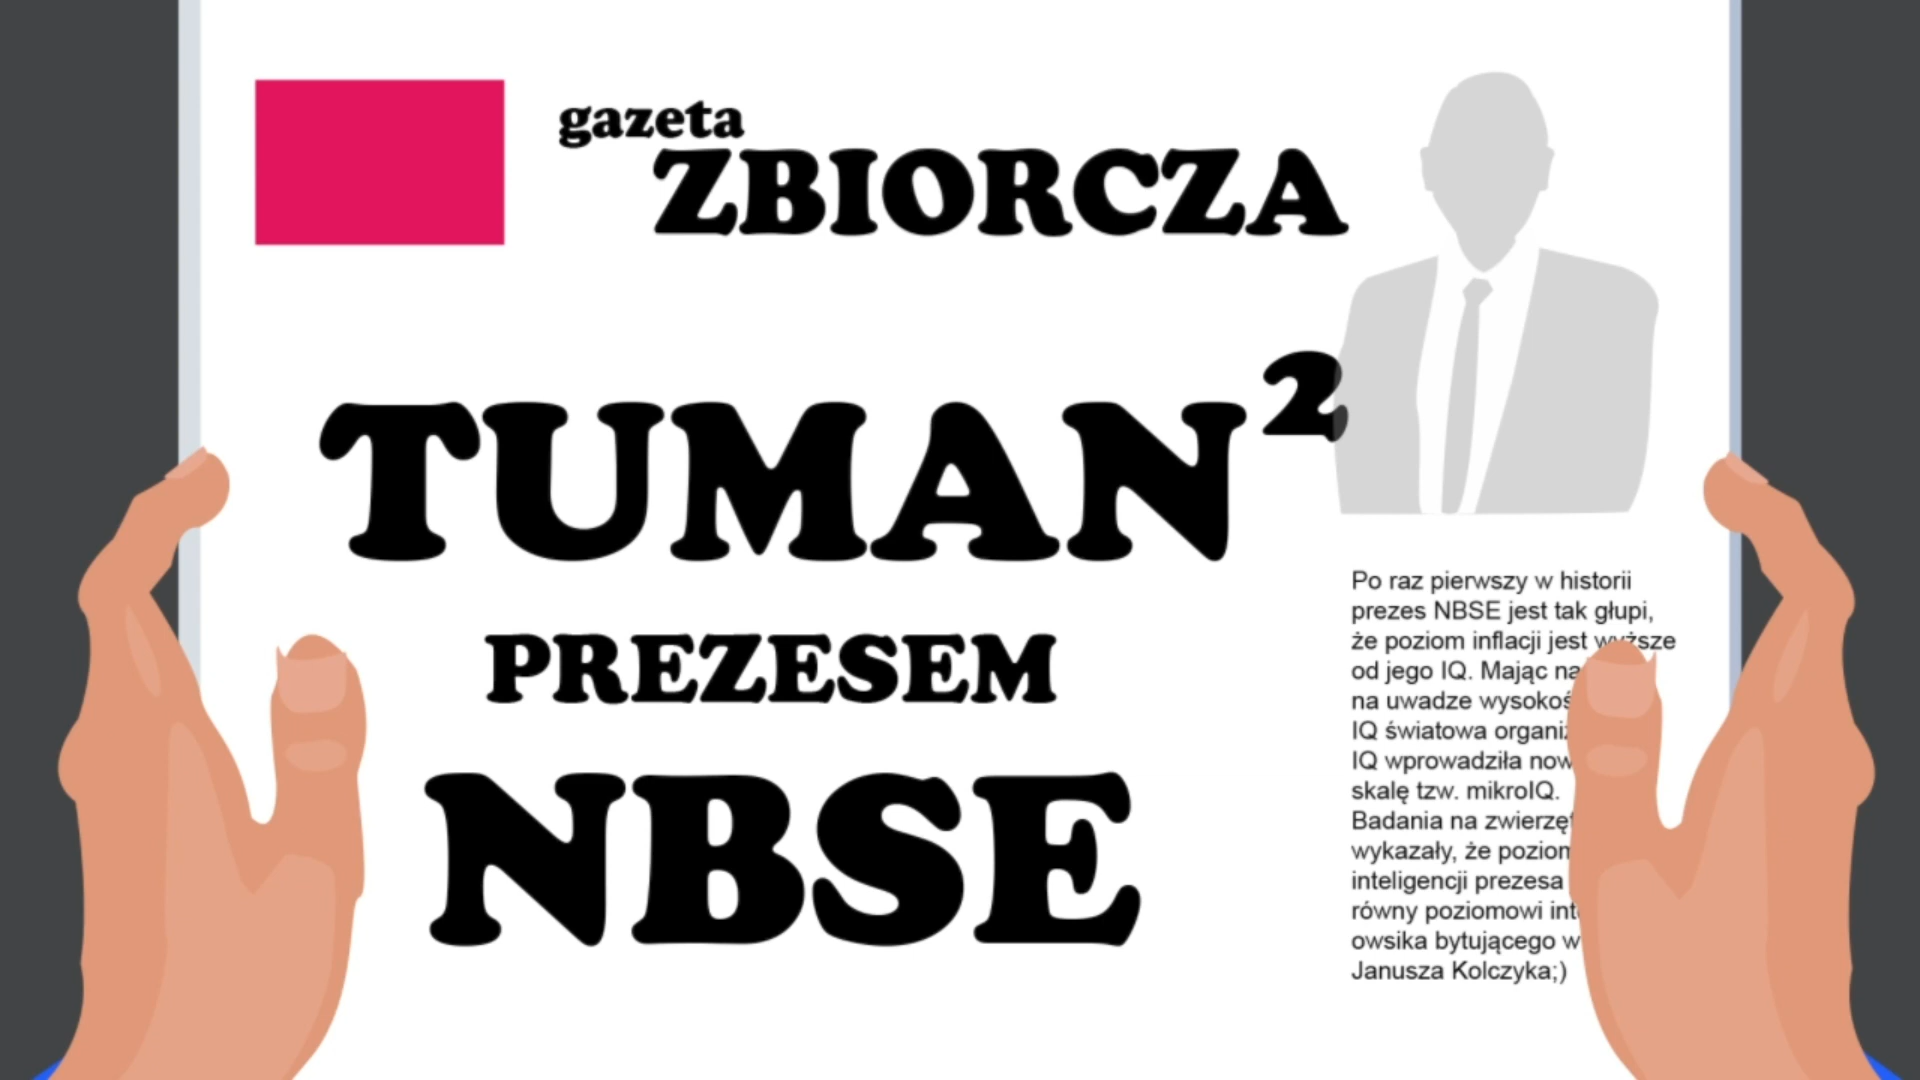 gazeta
ZBIORCZA
TUMAN²
PREZESEM
NBSE
Po raz pierwszy w historii
prezes NBSE jest tak głupi,
że poziom inflacji jest wyższe
od jego IQ. Mając na
na uwadze
IQ światowa
IQ wprowadziła
skalę tzw. mikroIQ.
Badania na
wykazały, że
inteligencji prezesa
równy poziomowi
owsika bytującego w
Janusza Kolczyka;)